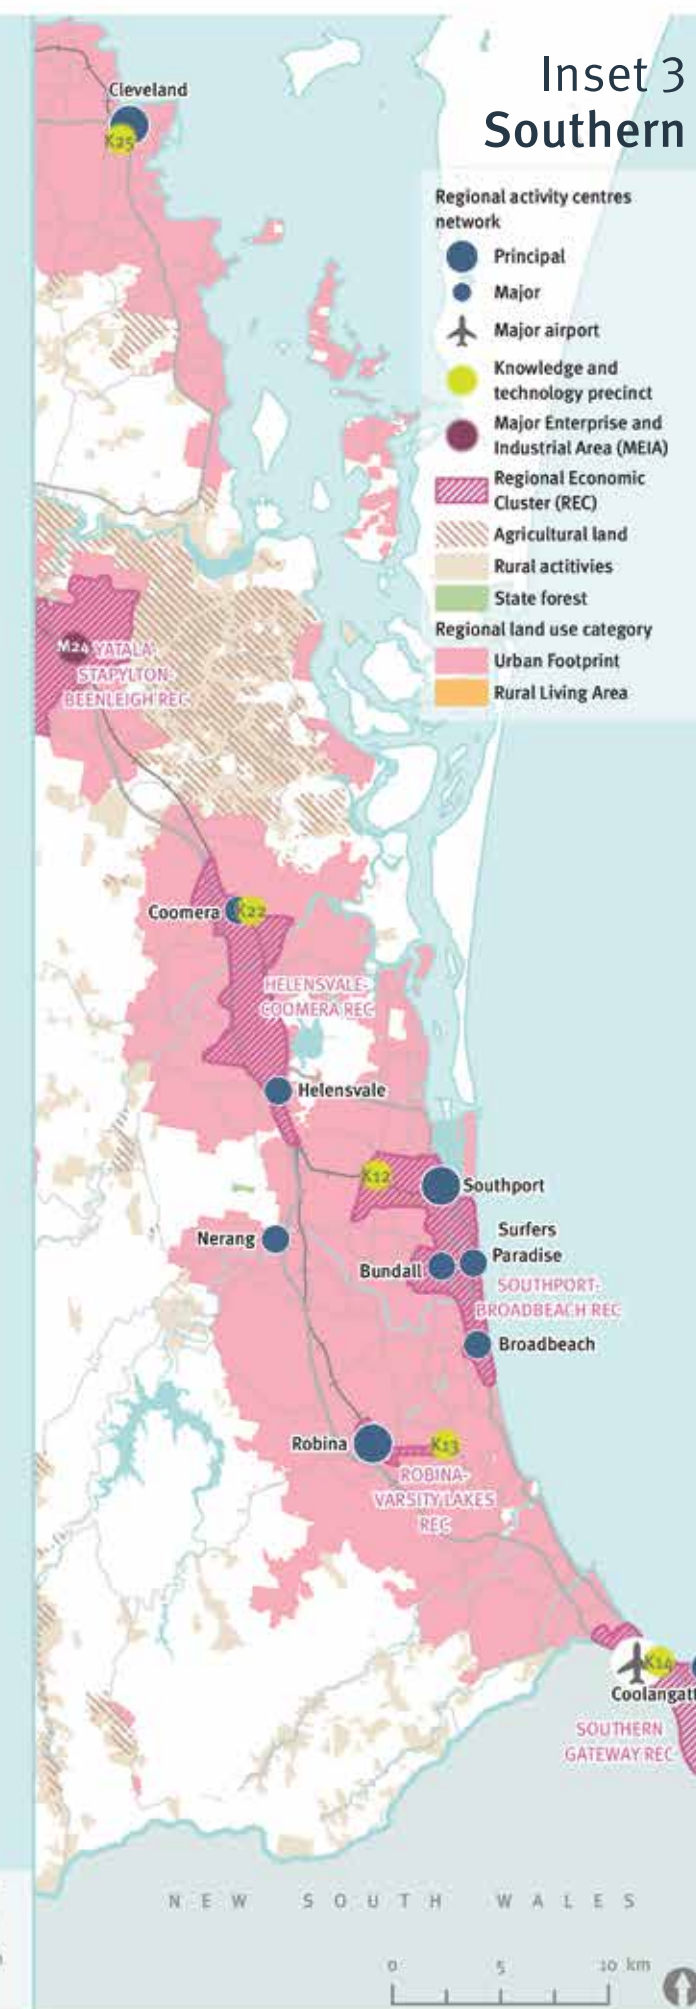 Inset 3
Southern
Cleveland
K25
Regional activity centres
network
Principal
Major
Major airport
Knowledge and
technology precinct
Major Enterprise and
Industrial Area (MEIA)
Regional Economic
Cluster (REC)
Agricultural land
Rural actitivies
State forest
Regional land use category
Urban Footprint
Rural Living Area
M24
YATALA-
STAPYLTON-
BEENLEIGH REC
Coomera
K22
HELENSVALE-
COOMERA REC
Helensvale
K12
Southport
Nerang
Surfers
Paradise
Bundall
SOUTHPORT-
BROADBEACH REC
Broadbeach
Robina
K13
ROBINA-
VARSITY LAKES
REC
K14
Coolangatt
SOUTHERN
GATEWAY REC
NEW SOUTH WALES
0 5 10 km